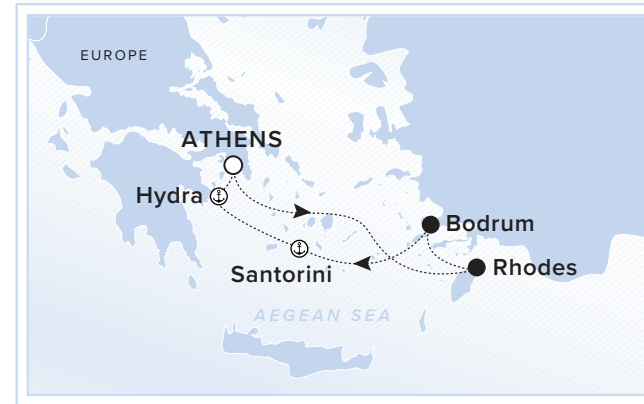 EUROPE
ATHENS
Hydra
Bodrum
Santorini
Rhodes
AEGEAN SEA